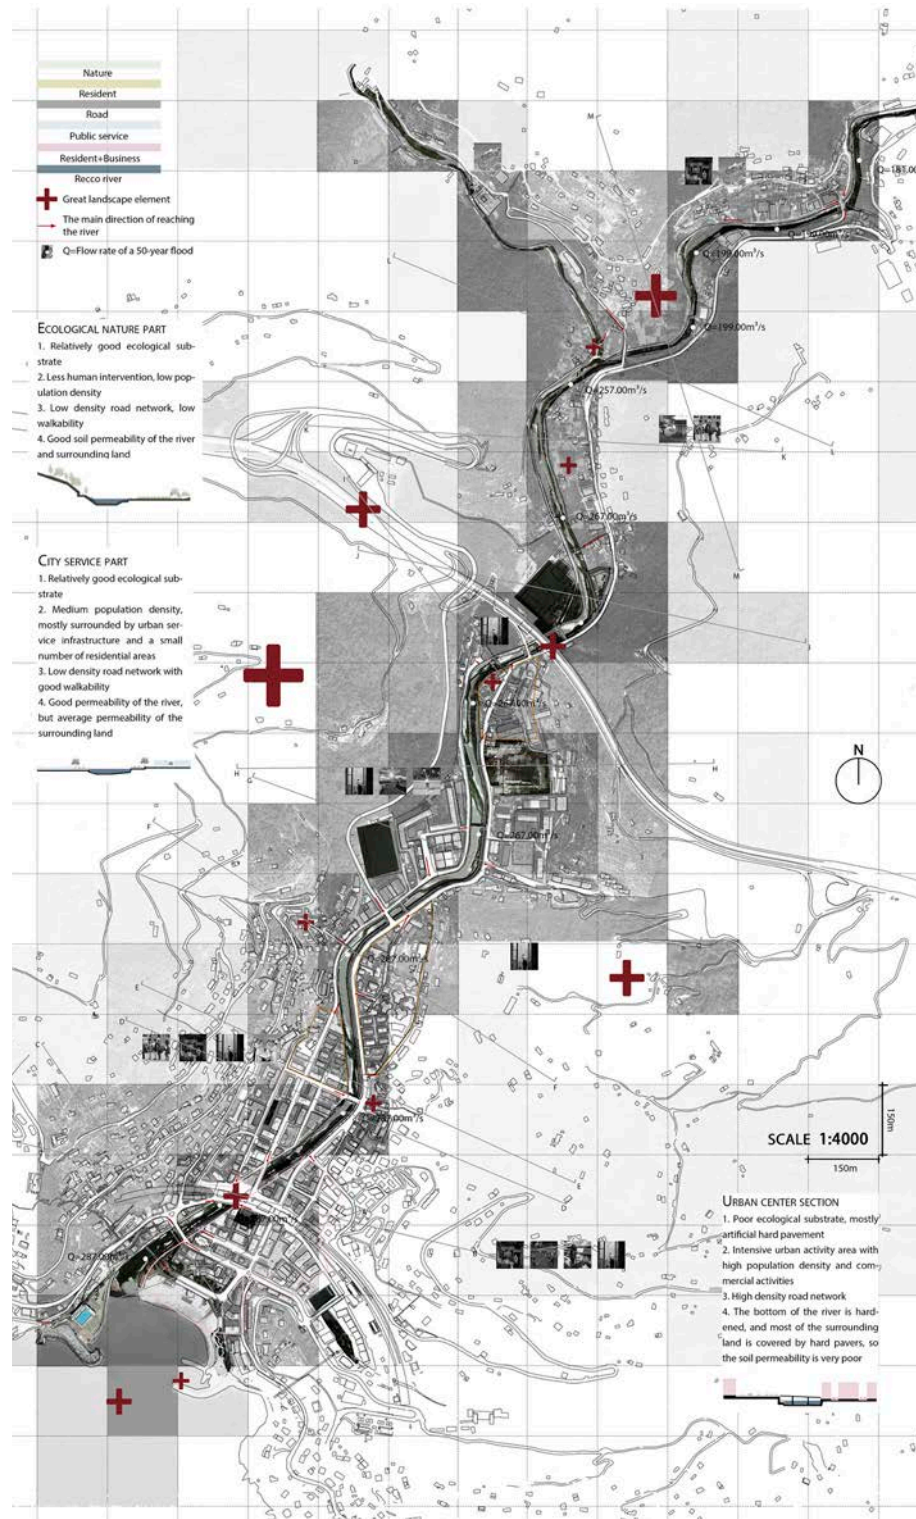 Nature
Resident
Road
Public service
Resident+Business
Recco river
Great landscape element
The main direction of reaching
the river
Q=Flow rate of a 50-year flood
M
L
Q=199.00m³/s
Q=199.00m³/s
Q=257.00m³/s
ECOLOGICAL NATURE PART
1. Relatively good ecological sub-
strate
2. Less human intervention, low pop-
ulation density
3. Low density road network, low
walkability
4. Good soil permeability of the river
and surrounding land
K
K
L
I
Q=267.00m³/s
J
M
CITY SERVICE PART
1. Relatively good ecological sub-
strate
2. Medium population density,
mostly surrounded by urban ser-
vice infrastructure and a small
number of residential areas
3. Low density road network with
good walkability
4. Good permeability of the river,
but average permeability of the
surrounding land
N
H
G
H
F
Q=267.00m³/s
Q=287.00m³/s
E
D
C
F
E
SCALE 1:4000
150m
150m
Q=287.00m³/s
URBAN CENTER SECTION
1. Poor ecological substrate, mostly
artificial hard pavement
2. Intensive urban activity area with
high population density and com-
mercial activities
3. High density road network
4. The bottom of the river is hard-
ened, and most of the surrounding
land is covered by hard pavers, so
the soil permeability is very poor